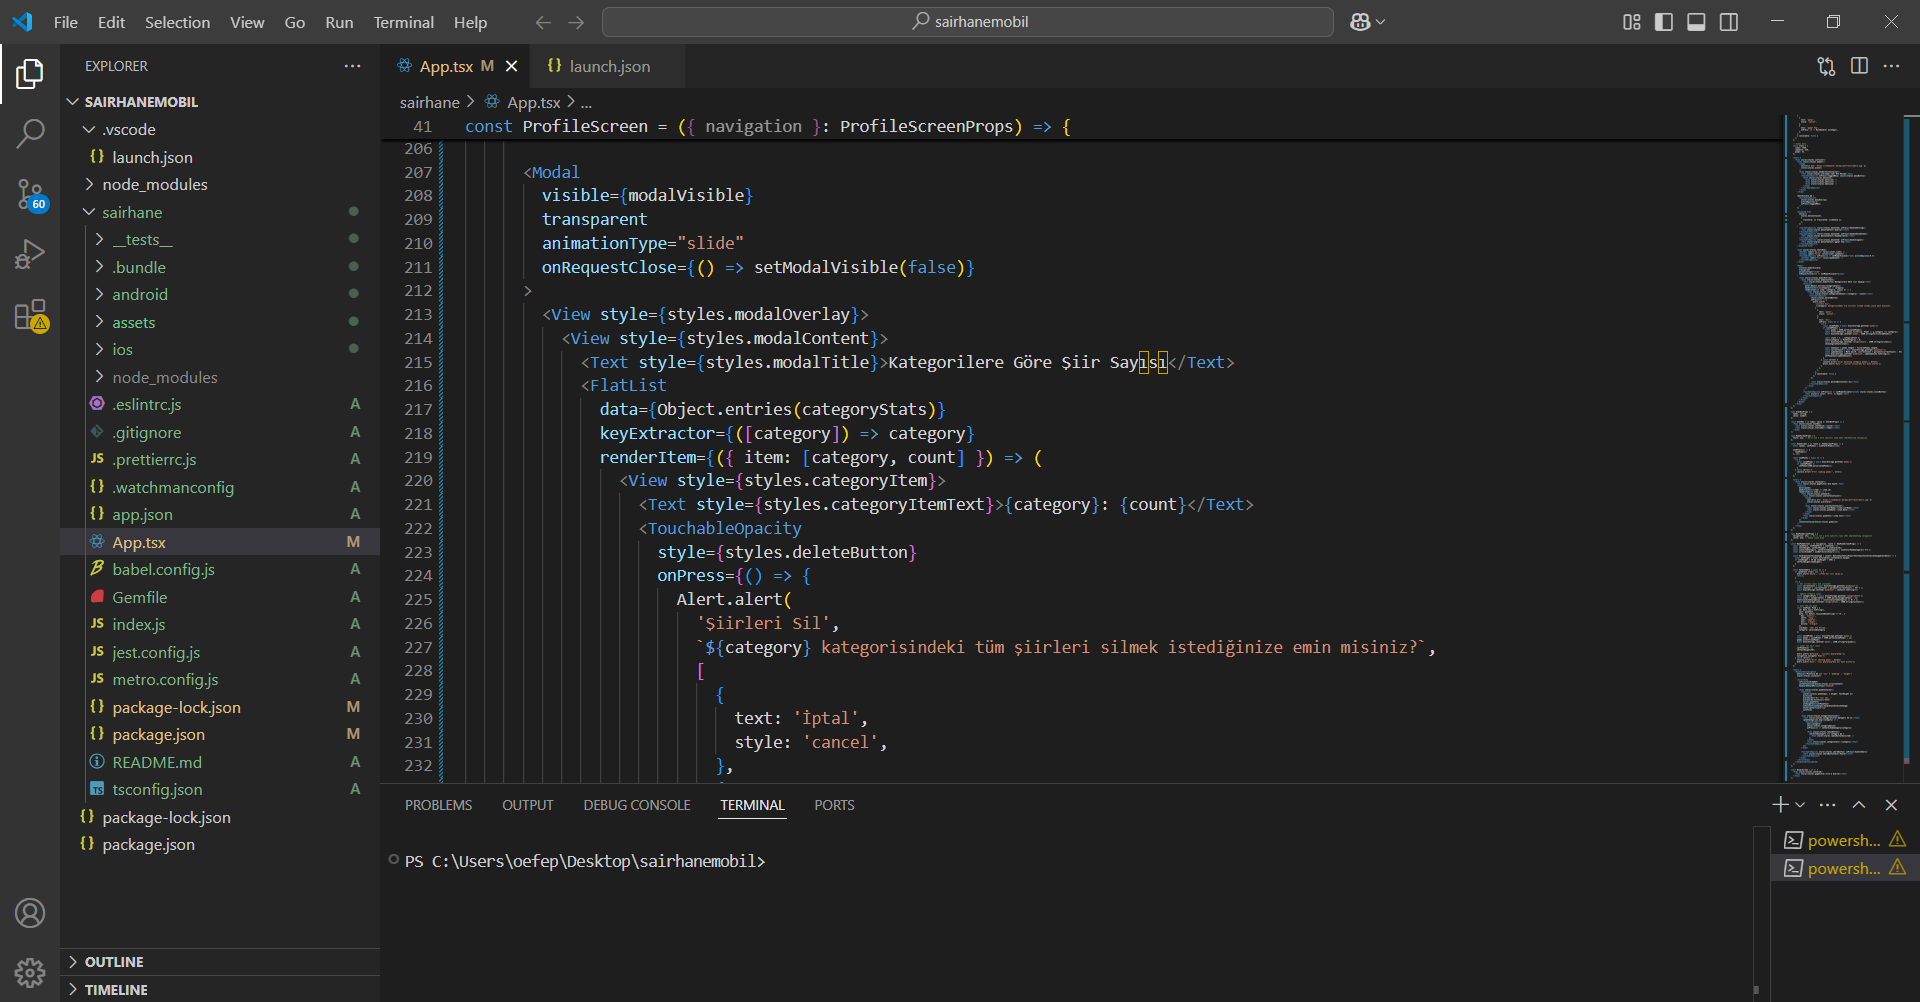 File Edit Selection View Go Run Terminal Help
sairhanemobil
EXPLORER
SAIRHANEMOBIL
.vscode
launch.json
node_modules
sairhane
__tests__
.bundle
android
assets
ios
node_modules
.eslintrc.js A
.gitignore A
.prettierrc.js A
.watchmanconfig A
app.json A
App.tsx M
babel.config.js A
Gemfile A
index.js A
jest.config.js A
metro.config.js A
package-lock.json M
package.json M
README.md A
tsconfig.json A
package-lock.json
package.json
OUTLINE
TIMELINE
60
App.tsx M
launch.json
sairhane > App.tsx > ...
41 const ProfileScreen = ({ navigation }: ProfileScreenProps) => {
206
207 <Modal
208 visible={modalVisible}
209 transparent
210 animationType="slide"
211 onRequestClose={() => setModalVisible(false)}
212 >
213 <View style={styles.modalOverlay}>
214 <View style={styles.modalContent}>
215 <Text style={styles.modalTitle}>Kategorilere Göre Şiir Sayısı</Text>
216 <FlatList
217 data={Object.entries(categoryStats)}
218 keyExtractor={([category]) => category}
219 renderItem={({ item: [category, count] }) => (
220 <View style={styles.categoryItem}>
221 <Text style={styles.categoryItemText}>{category}: {count}</Text>
222 <TouchableOpacity
223 style={styles.deleteButton}
224 onPress={() => {
225 Alert.alert(
226 'Şiirleri Sil',
227 `${category} kategorisindeki tüm şiirleri silmek istediğinize emin misiniz?`,
228 [
229 {
230 text: 'İptal',
231 style: 'cancel',
232 },
PROBLEMS OUTPUT DEBUG CONSOLE TERMINAL PORTS
PS C:\Users\oefep\Desktop\sairhanemobil>
powersh...
powersh...